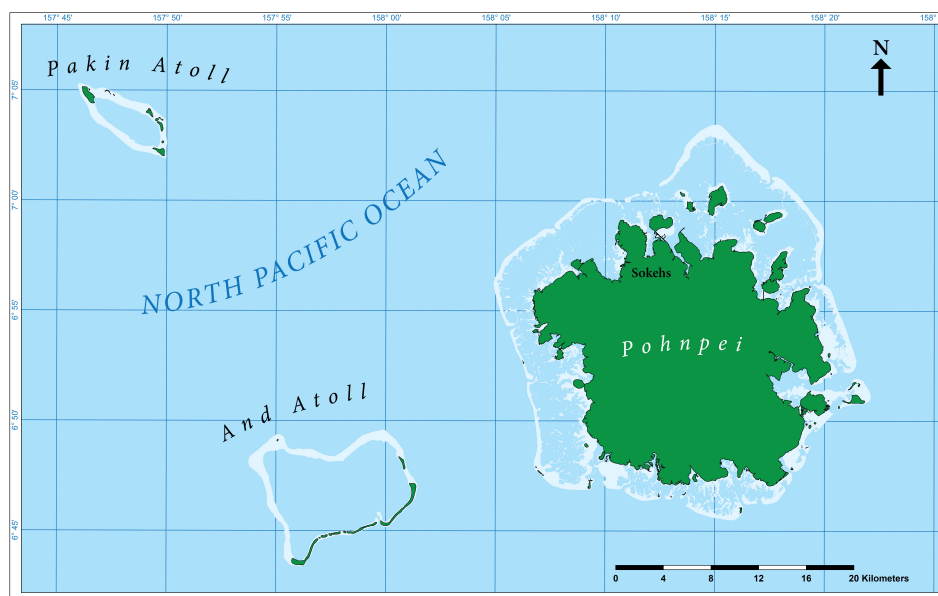 157° 45' 157° 50' 157° 55' 158° 00' 158° 05' 158° 10' 158° 15' 158° 20' 158°
Pakin Atoll
N
7° 05'
7° 00'
NORTH PACIFIC OCEAN
Sokehs
6° 55'
Pohnpei
And Atoll
6° 50'
6° 45'
0 4 8 12 16 20 Kilometers